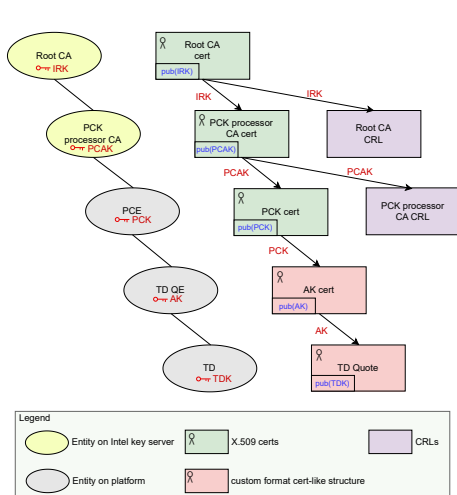 Root CA
IRK
PCK
processor CA
PCAK
PCE
PCK
TD QE
AK
TD
TDK
Root CA
cert
pub(IRK)
IRK
IRK
PCK processor
CA cert
pub(PCAK)
Root CA
CRL
PCAK
PCAK
PCK cert
pub(PCK)
PCK processor
CA CRL
PCK
AK cert
pub(AK)
AK
TD Quote
pub(TDK)
Legend
Entity on Intel key server
X.509 certs
CRLs
Entity on platform
custom format cert-like structure